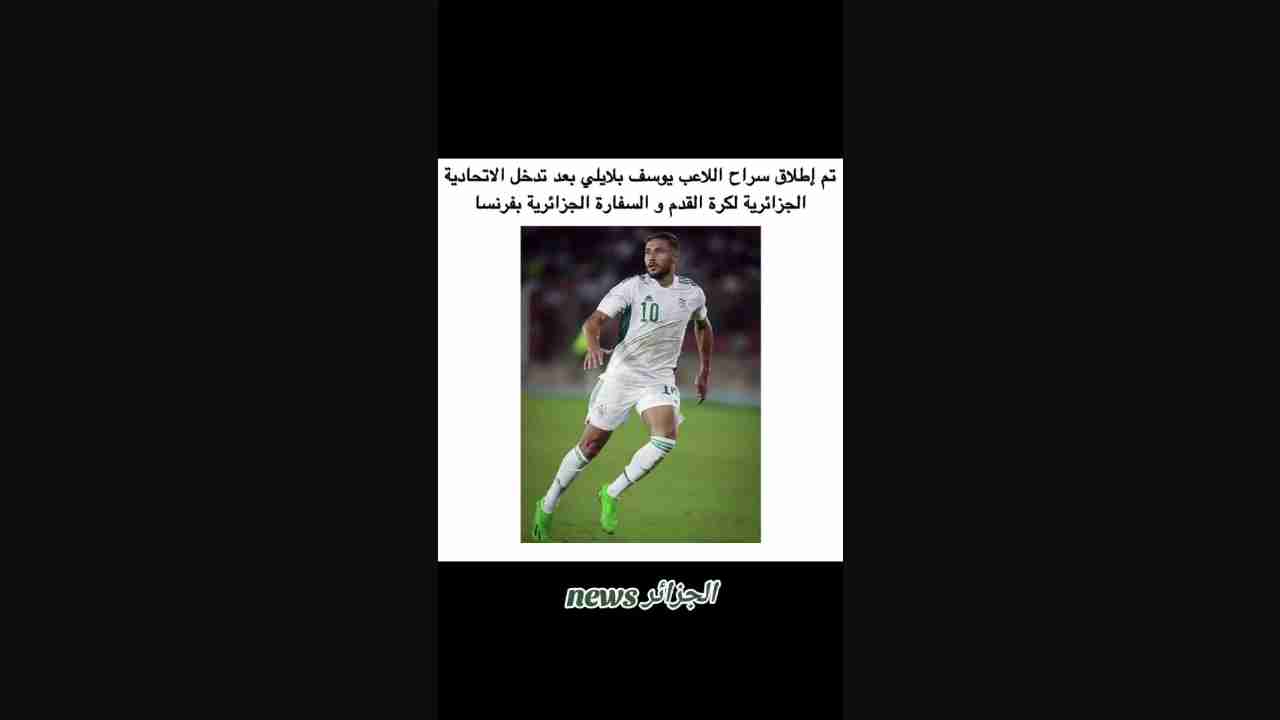 تم إطلاق سراح اللاعب يوسف بلايلي بعد تدخل الاتحادية
الجزائرية لكرة القدم و السفارة الجزائرية بفرنسا
10
10
الجزائر news